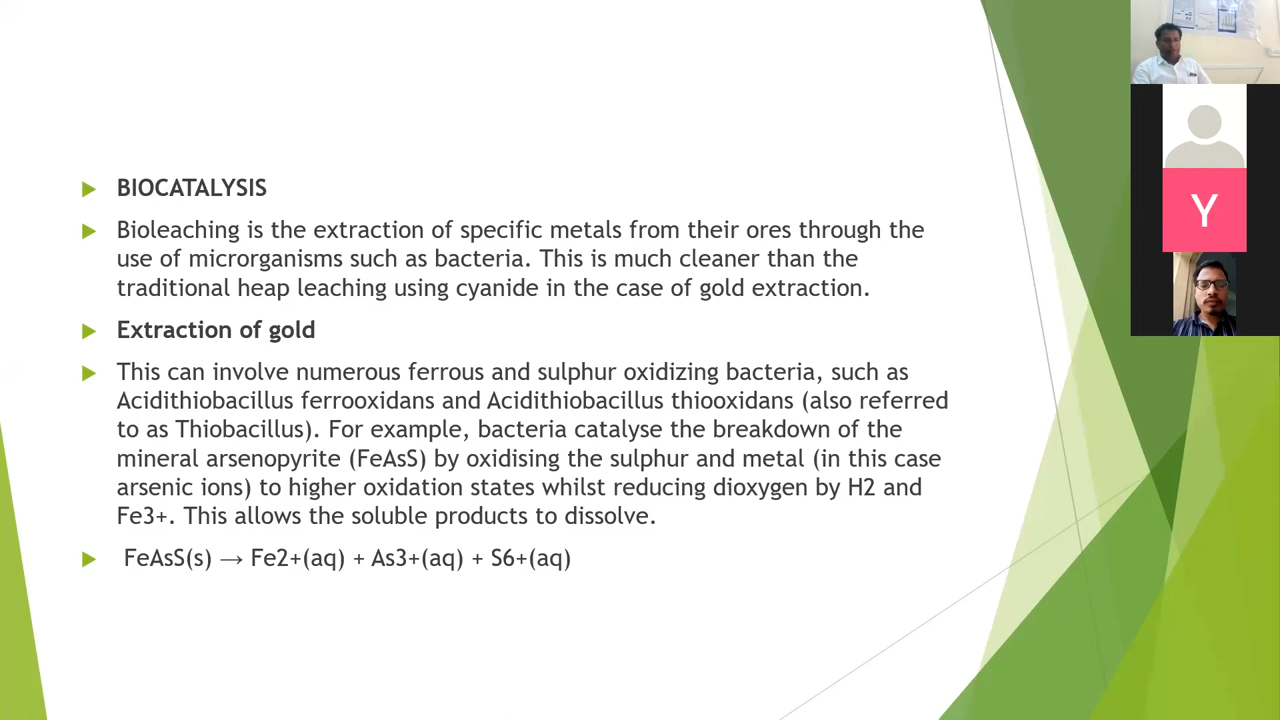 BIOCATALYSIS
Bioleaching is the extraction of specific metals from their ores through the
use of microrganisms such as bacteria. This is much cleaner than the
traditional heap leaching using cyanide in the case of gold extraction.
Extraction of gold
This can involve numerous ferrous and sulphur oxidizing bacteria, such as
Acidithiobacillus ferrooxidans and Acidithiobacillus thiooxidans (also referred
to as Thiobacillus). For example, bacteria catalyse the breakdown of the
mineral arsenopyrite (FeAsS) by oxidising the sulphur and metal (in this case
arsenic ions) to higher oxidation states whilst reducing dioxygen by H2 and
Fe3+. This allows the soluble products to dissolve.
FeAsS(s) → Fe2+(aq) + As3+(aq) + S6+(aq)
Y